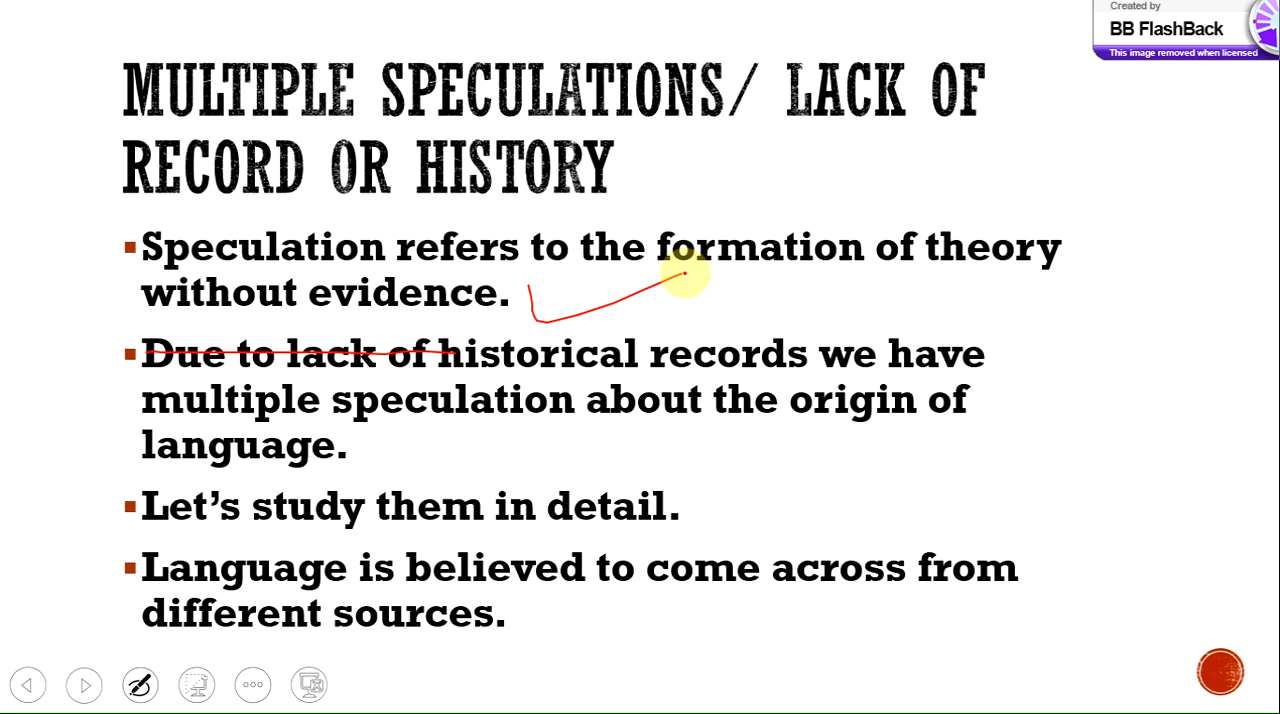 Created by
BB FlashBack
This image removed when licensed
MULTIPLE SPECULATIONS/ LACK OF
RECORD OR HISTORY
Speculation refers to the formation of theory
without evidence.
Due to lack of historical records we have
multiple speculation about the origin of
language.
Let's study them in detail.
Language is believed to come across from
different sources.